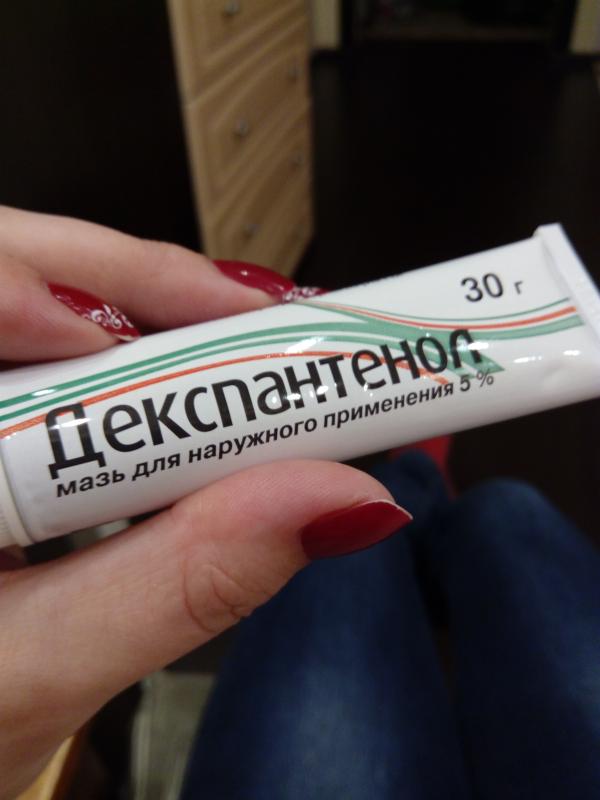 30 г
Декспантенол
мазь для наружного применения 5 %